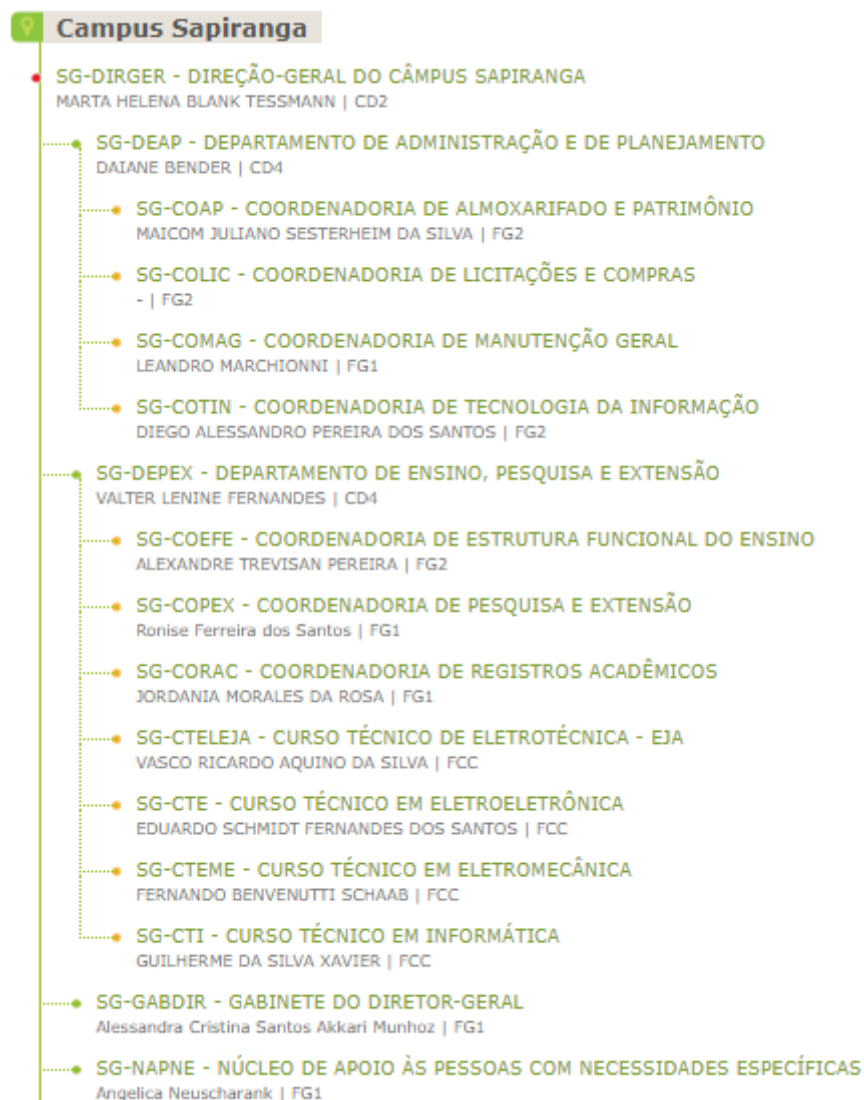 Campus Sapiranga
SG-DIRGER - DIREÇÃO-GERAL DO CÂMPUS SAPIRANGA
MARTA HELENA BLANK TESSMANN | CD2
SG-DEAP - DEPARTAMENTO DE ADMINISTRAÇÃO E DE PLANEJAMENTO
DAIANE BENDER | CD4
SG-COAP - COORDENADORIA DE ALMOXARIFADO E PATRIMÔNIO
MAICOM JULIANO SESTERHEIM DA SILVA | FG2
SG-COLIC - COORDENADORIA DE LICITAÇÕES E COMPRAS
- | FG2
SG-COMAG - COORDENADORIA DE MANUTENÇÃO GERAL
LEANDRO MARCHIONNI | FG1
SG-COTIN - COORDENADORIA DE TECNOLOGIA DA INFORMAÇÃO
DIEGO ALESSANDRO PEREIRA DOS SANTOS | FG2
SG-DEPEX - DEPARTAMENTO DE ENSINO, PESQUISA E EXTENSÃO
VALTER LENINE FERNANDES | CD4
SG-COEFE - COORDENADORIA DE ESTRUTURA FUNCIONAL DO ENSINO
ALEXANDRE TREVISAN PEREIRA | FG2
SG-COPEX - COORDENADORIA DE PESQUISA E EXTENSÃO
Ronise Ferreira dos Santos | FG1
SG-CORAC - COORDENADORIA DE REGISTROS ACADÊMICOS
JORDANIA MORALES DA ROSA | FG1
SG-CTELEJA - CURSO TÉCNICO DE ELETROTÉCNICA - EJA
VASCO RICARDO AQUINO DA SILVA | FCC
SG-CTE - CURSO TÉCNICO EM ELETROELETRÔNICA
EDUARDO SCHMIDT FERNANDES DOS SANTOS | FCC
SG-CTEME - CURSO TÉCNICO EM ELETROMECÂNICA
FERNANDO BENVENUTTI SCHAAB | FCC
SG-CTI - CURSO TÉCNICO EM INFORMÁTICA
GUILHERME DA SILVA XAVIER | FCC
SG-GABDIR - GABINETE DO DIRETOR-GERAL
Alessandra Cristina Santos Akkari Munhoz | FG1
SG-NAPNE - NÚCLEO DE APOIO ÀS PESSOAS COM NECESSIDADES ESPECÍFICAS
Angelica Neuscharank | FG1